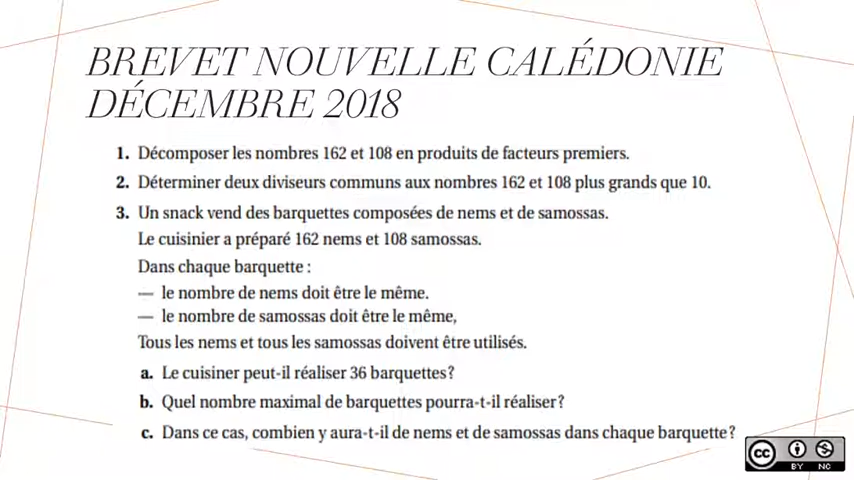 BREVET NOUVELLE CALÉDONIE
DÉCEMBRE 2018
1. Décomposer les nombres 162 et 108 en produits de facteurs premiers.
2. Déterminer deux diviseurs communs aux nombres 162 et 108 plus grands que 10.
3. Un snack vend des barquettes composées de nems et de samossas.
Le cuisinier a préparé 162 nems et 108 samossas.
Dans chaque barquette :
— le nombre de nems doit être le même.
— le nombre de samossas doit être le même,
Tous les nems et tous les samossas doivent être utilisés.
a. Le cuisiner peut-il réaliser 36 barquettes?
b. Quel nombre maximal de barquettes pourra-t-il réaliser?
c. Dans ce cas, combien y aura-t-il de nems et de samossas dans chaque barquette?
cc
BY NC